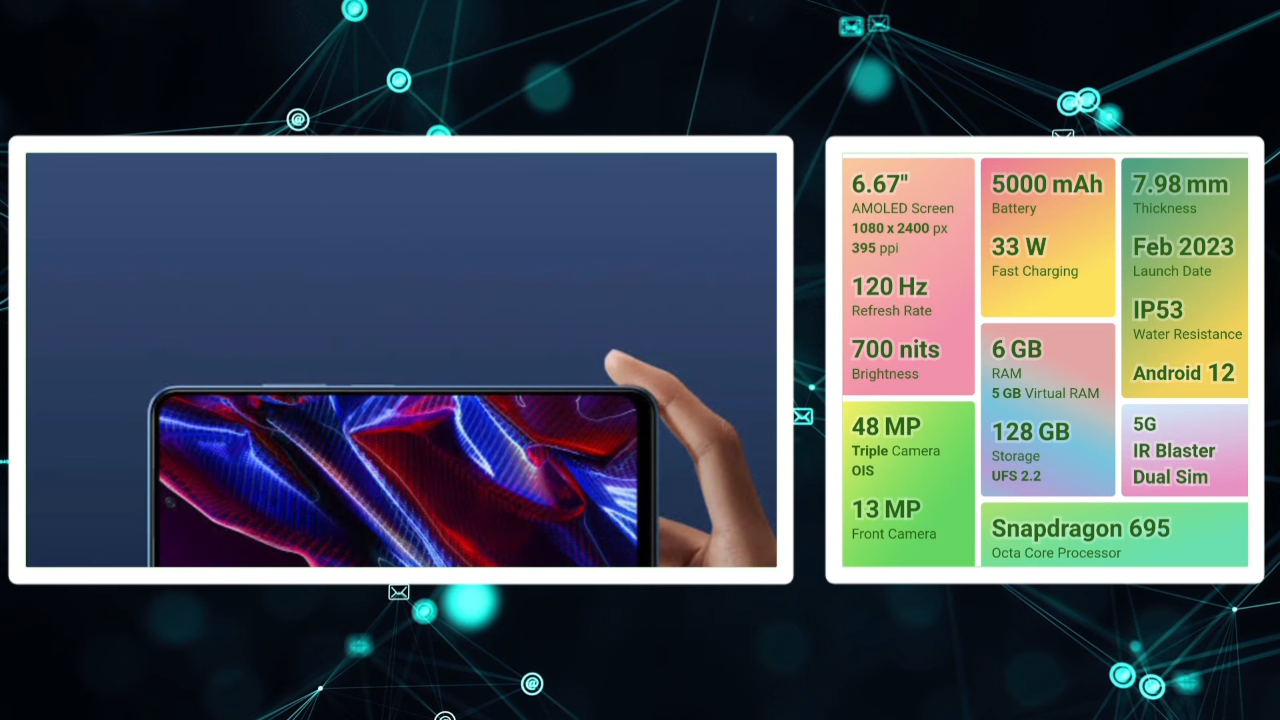 6.67"
AMOLED Screen
1080 x 2400 px
395 ppi
120 Hz
Refresh Rate
700 nits
Brightness
48 MP
Triple Camera
OIS
13 MP
Front Camera
5000 mAh
Battery
33 W
Fast Charging
6 GB
RAM
5 GB Virtual RAM
128 GB
Storage
UFS 2.2
7.98 mm
Thickness
Feb 2023
Launch Date
IP53
Water Resistance
Android 12
5G
IR Blaster
Dual Sim
Snapdragon 695
Octa Core Processor